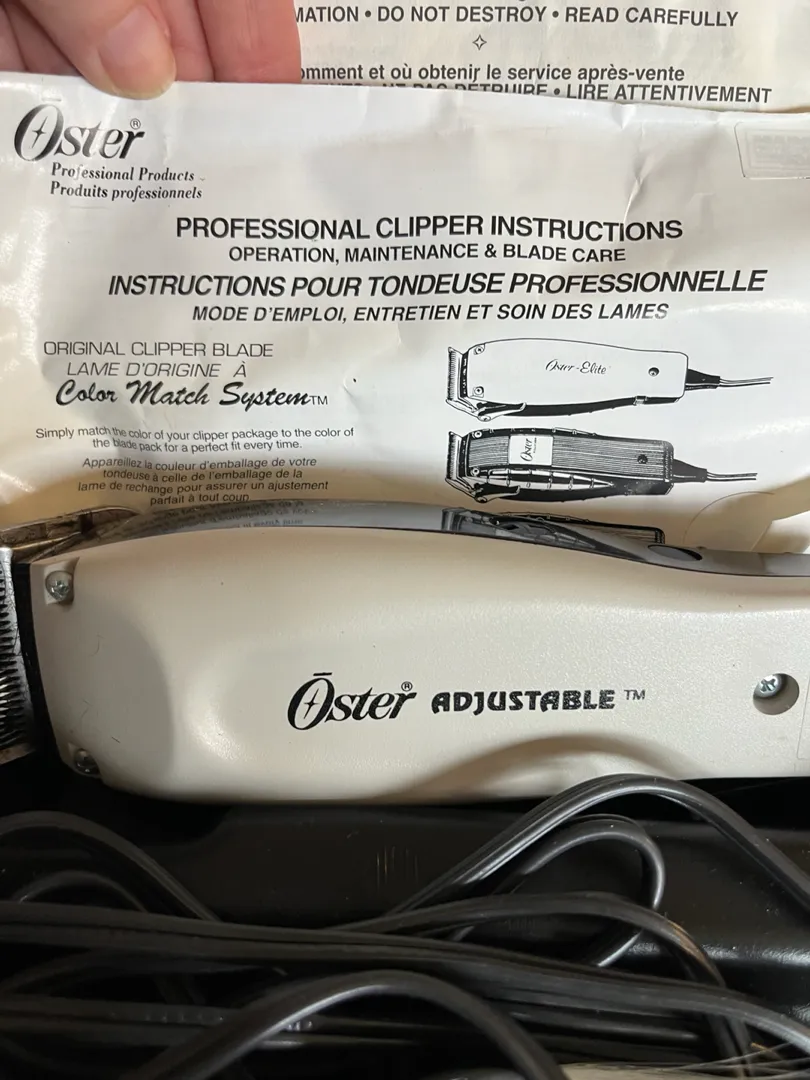 MATION • DO NOT DESTROY • READ CAREFULLY
et où obtenir le service après-vente
PAS DÉTRUIRE • LIRE ATTENTIVEMENT
Ōster®
Professional Products
Produits professionnels
PROFESSIONAL CLIPPER INSTRUCTIONS
OPERATION, MAINTENANCE & BLADE CARE
INSTRUCTIONS POUR TONDEUSE PROFESSIONNELLE
MODE D'EMPLOI, ENTRETIEN ET SOIN DES LAMES
ORIGINAL CLIPPER BLADE
LAME D'ORIGINE À
Color Match System™
Simply match the color of your clipper package to the color of
the blade pack for a perfect fit every time.
Appareillez la couleur d'emballage de votre
tondeuse à celle de l'emballage de la
lame de rechange pour assurer un ajustement
parfait à tout coup
Oster-Elite
Oster
Ōster® ADJUSTABLE™